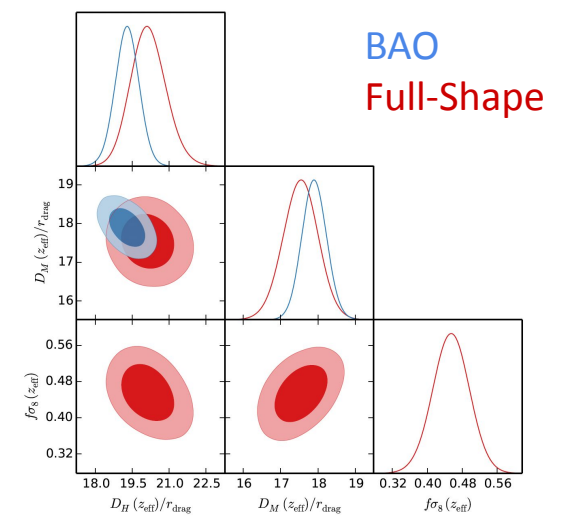 BAO
Full-Shape
19
18
17
16
D_M (z_eff)/r_drag
0.56
0.48
0.40
0.32
fσ_8 (z_eff)
18.0 19.5 21.0 22.5
16 17 18 19
0.32 0.40 0.48 0.56
D_H (z_eff)/r_drag
D_M (z_eff)/r_drag
fσ_8 (z_eff)